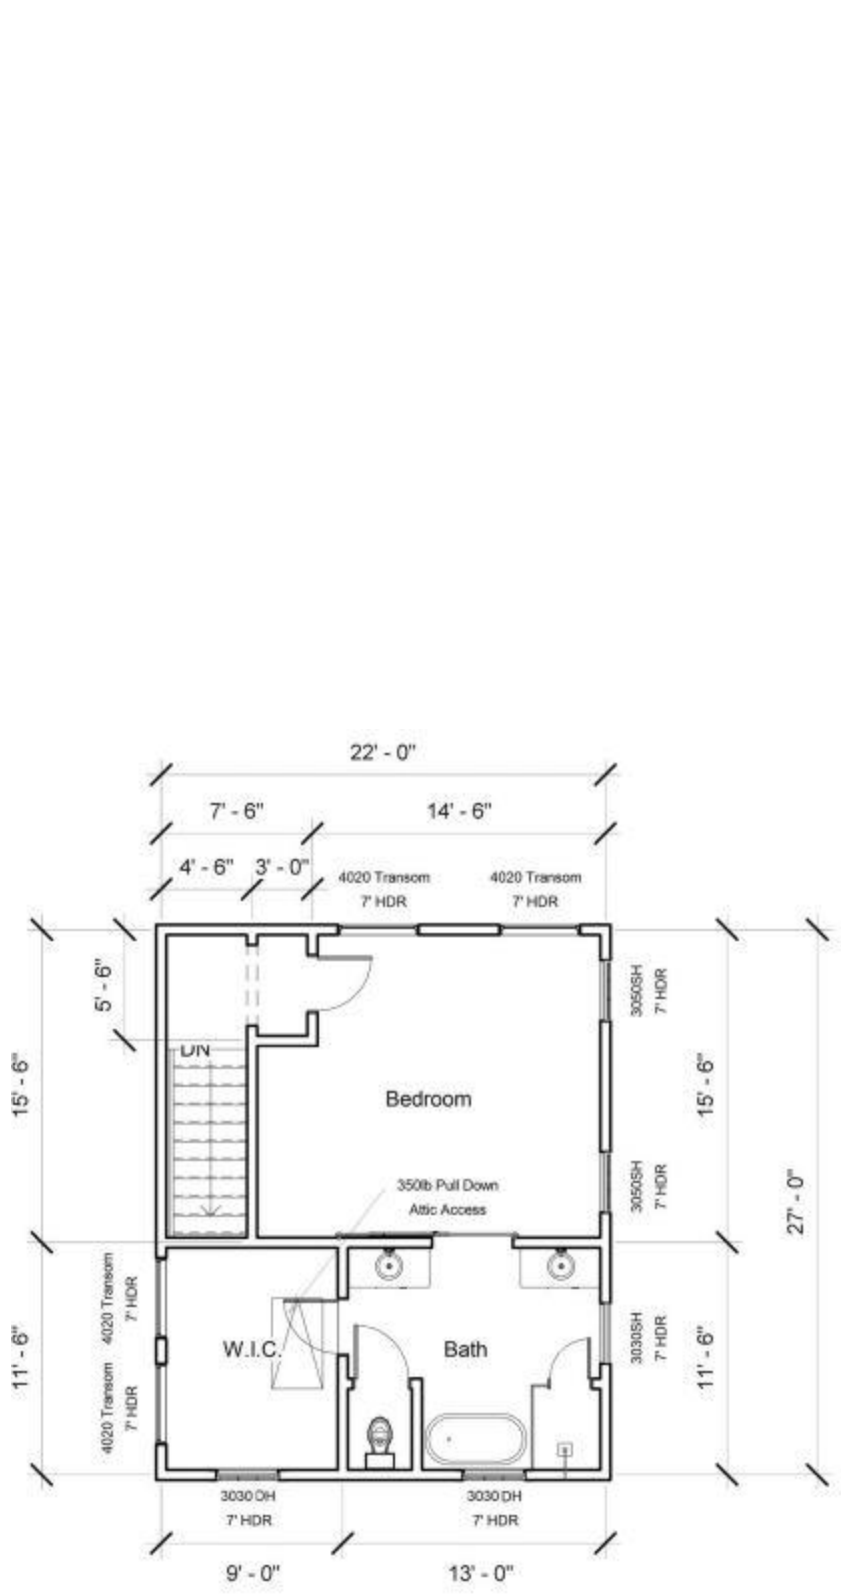 22' - 0"
7' - 6"
14' - 6"
4' - 6"
3' - 0"
4020 Transom
7' HDR
4020 Transom
7' HDR
5' - 6"
3050SH
7' HDR
DN
15' - 6"
15' - 6"
Bedroom
350lb Pull Down
Attic Access
3050SH
7' HDR
27' - 0"
4020 Transom
7' HDR
3030SH
7' HDR
W.I.C.
Bath
11' - 6"
11' - 6"
4020 Transom
7' HDR
3030 DH
7' HDR
3030 DH
7' HDR
9' - 0"
13' - 0"